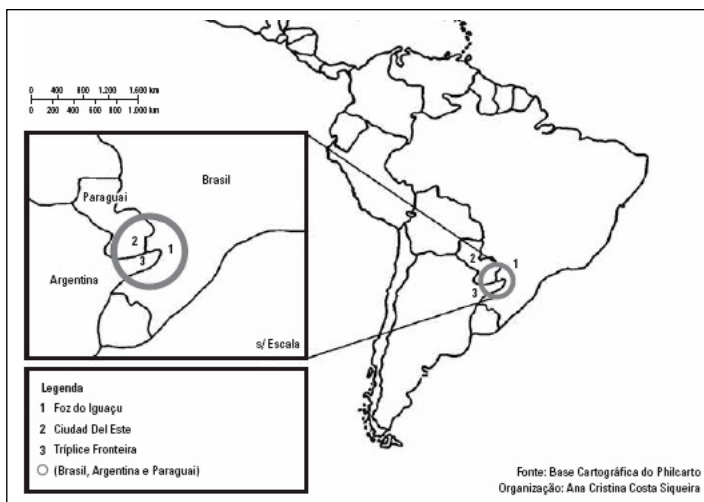 0 400 800 1.200 1.600 km
0 200 400 600 800 1.000 km
Paraguai
Brasil
2
1
3
Argentina
s/ Escala
2
1
3
Legenda
1 Foz do Iguaçu
2 Ciudad Del Este
3 Tríplice Fronteira
(Brasil, Argentina e Paraguai)
Fonte: Base Cartográfica do Philcarto
Organização: Ana Cristina Costa Siqueira